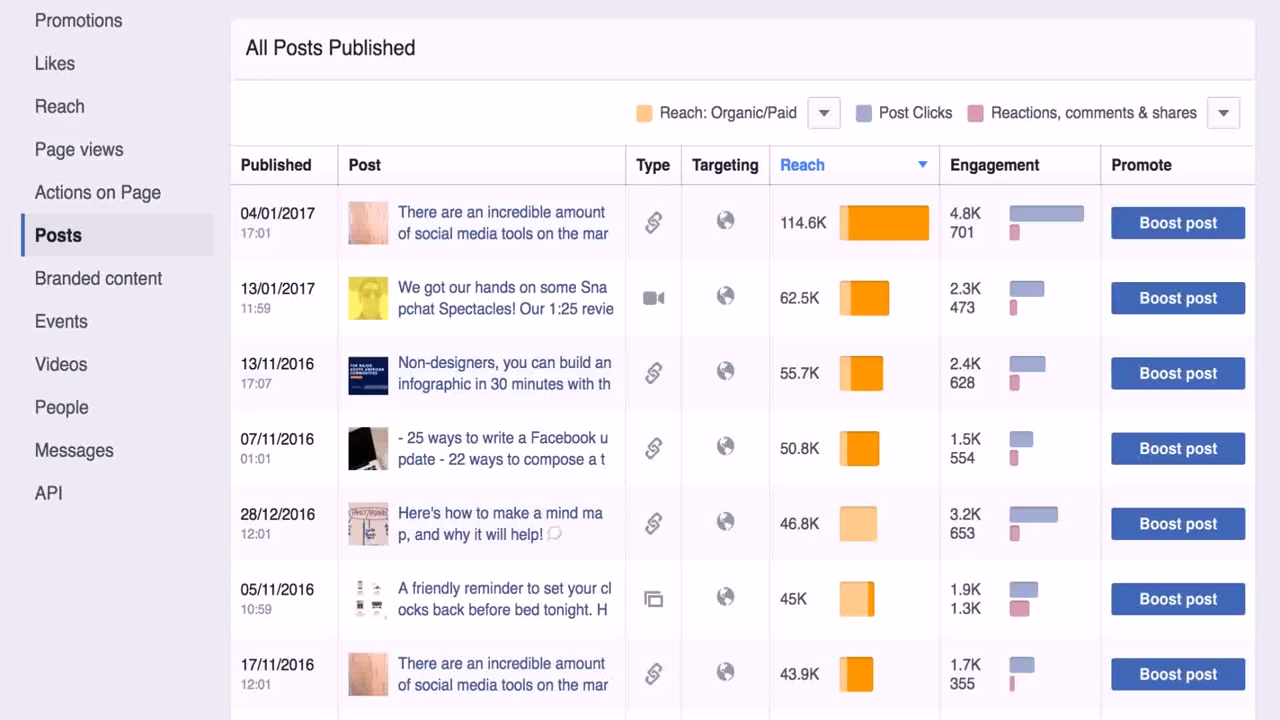 Promotions
Likes
Reach
Page views
Actions on Page
Posts
Branded content
Events
Videos
People
Messages
API
All Posts Published
Reach: Organic/Paid Post Clicks Reactions, comments & shares
Published Post Type Targeting Reach Engagement Promote
04/01/2017 There are an incredible amount 114.6K 4.8K Boost post
17:01 of social media tools on the mar 701
13/01/2017 We got our hands on some Sna 62.5K 2.3K Boost post
11:59 pchat Spectacles! Our 1:25 revie 473
13/11/2016 Non-designers, you can build an 55.7K 2.4K Boost post
17:07 infographic in 30 minutes with th 628
07/11/2016 - 25 ways to write a Facebook u 50.8K 1.5K Boost post
01:01 pdate - 22 ways to compose a t 554
28/12/2016 Here's how to make a mind ma 46.8K 3.2K Boost post
12:01 p, and why it will help! 653
05/11/2016 A friendly reminder to set your cl 45K 1.9K Boost post
10:59 ocks back before bed tonight. H 1.3K
17/11/2016 There are an incredible amount 43.9K 1.7K Boost post
12:01 of social media tools on the mar 355